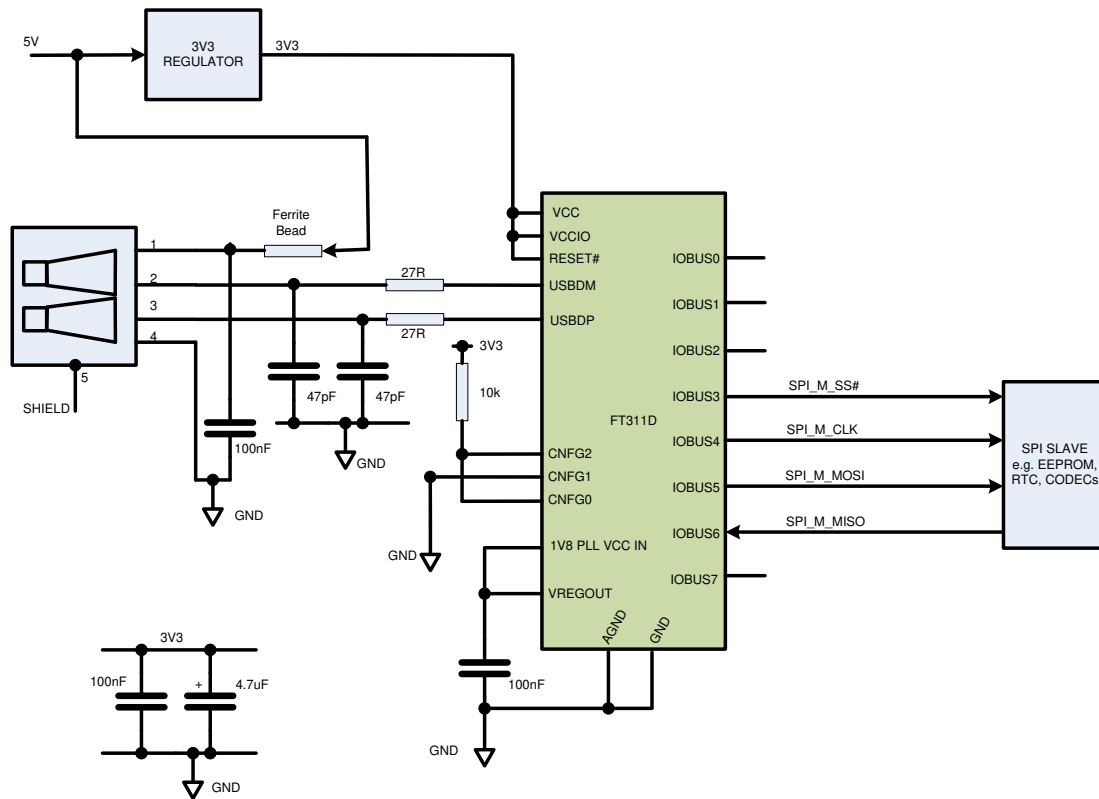 5V
3V3
REGULATOR
3V3
Ferrite
Bead
1
2
3
4
5
SHIELD
27R
27R
47pF
47pF
GND
100nF
GND
3V3
10k
GND
VCC
VCCIO
RESET#
USBDM
USBDP
CNFG2
CNFG1
CNFG0
1V8 PLL VCC IN
VREGOUT
FT311D
AGND
GND
IOBUS0
IOBUS1
IOBUS2
IOBUS3
IOBUS4
IOBUS5
IOBUS6
IOBUS7
SPI_M_SS#
SPI_M_CLK
SPI_M_MOSI
SPI_M_MISO
SPI SLAVE
e.g. EEPROM,
RTC, CODECs
100nF
GND
3V3
100nF
+
4.7uF
GND